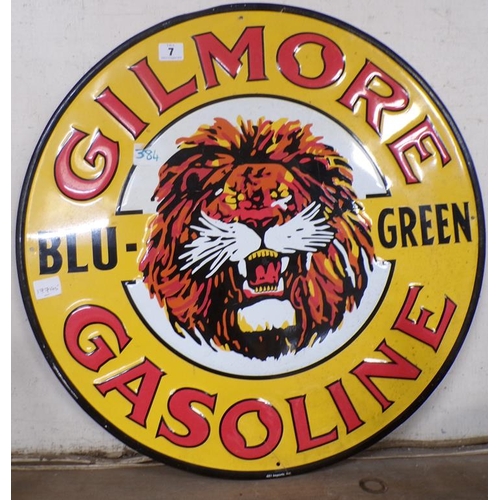 7
GILMORE
384
BLU-GREEN
GASOLINE